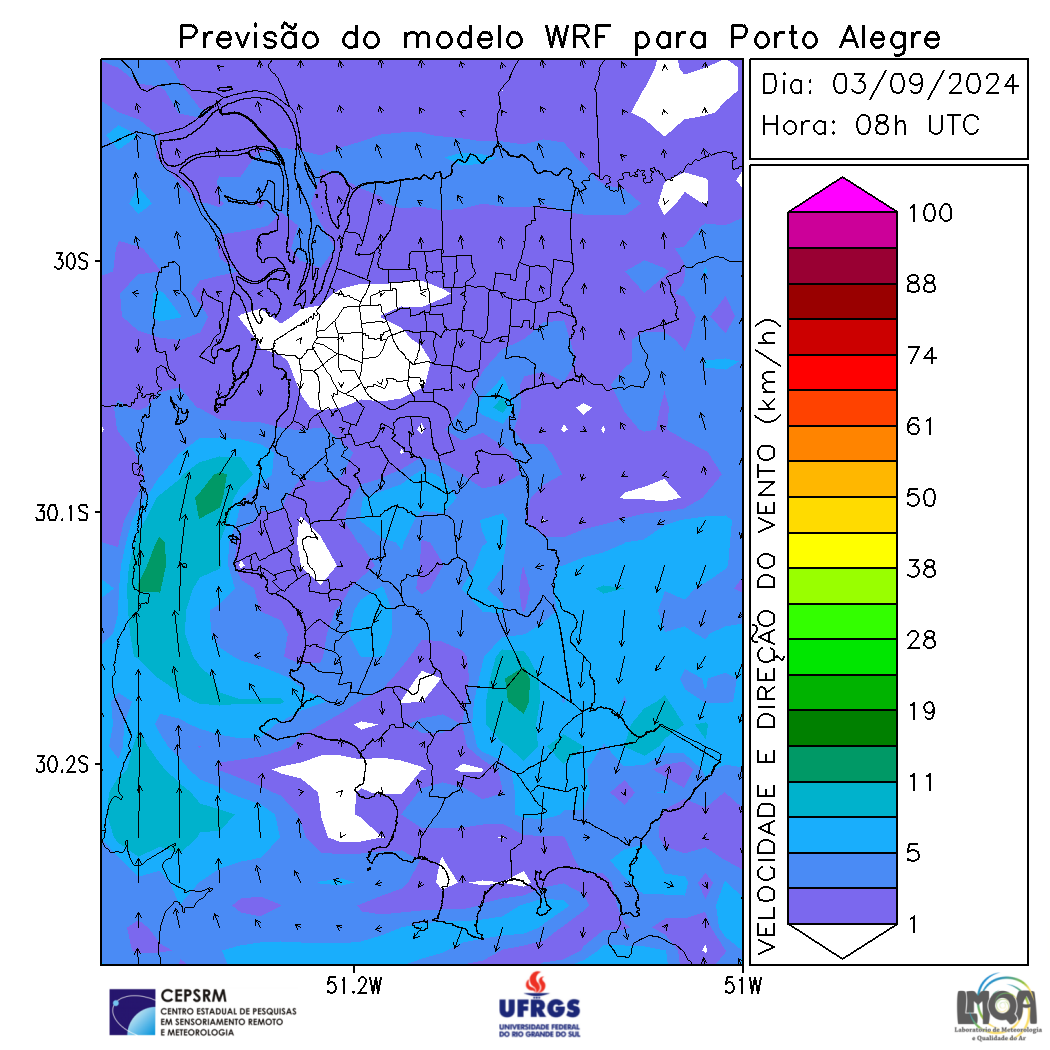 Previsão do modelo WRF para Porto Alegre
Dia: 03/09/2024
Hora: 08h UTC
30S
30.1S
30.2S
51.2W
51W
VELOCIDADE E DIREÇÃO DO VENTO (km/h)
100
88
74
61
50
38
28
19
11
5
1
CEPSRM
CENTRO ESTADUAL DE PESQUISAS
EM SENSORIAMENTO REMOTO
E METEOROLOGIA
UFRGS
UNIVERSIDADE FEDERAL
DO RIO GRANDE DO SUL
LMQA
Laboratório de Meteorologia
e Qualidade do Ar